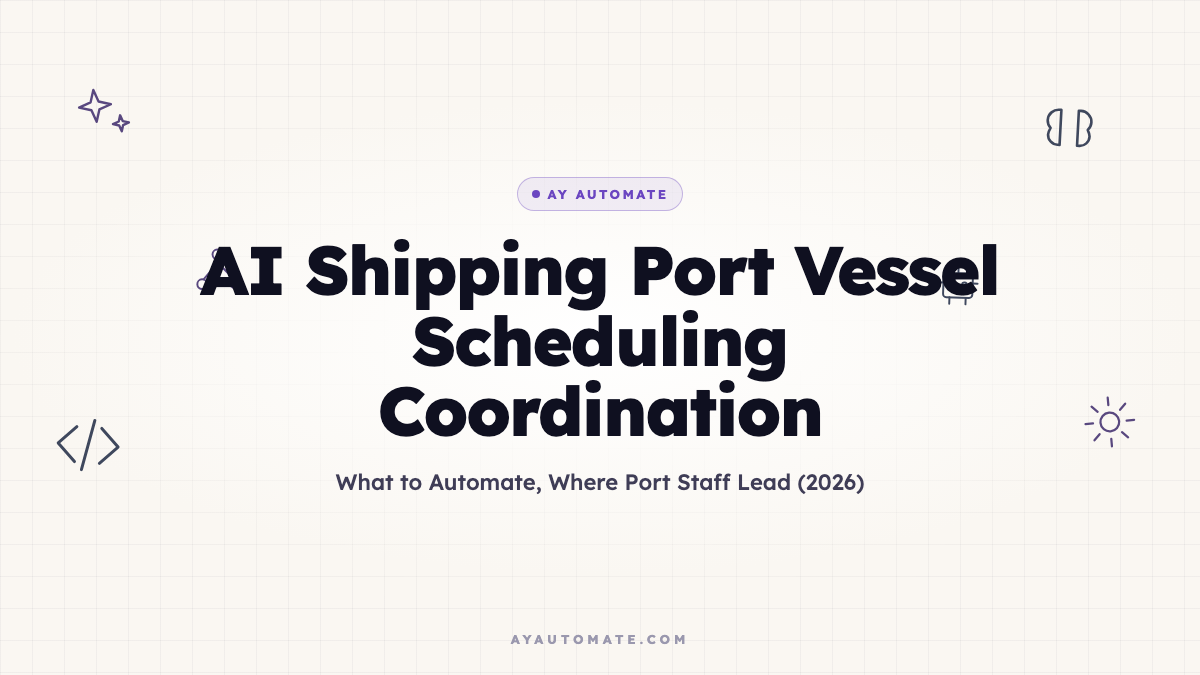 AY AUTOMATE
AI Shipping Port Vessel
Scheduling
Coordination
What to Automate, Where Port Staff Lead (2026)
AYAUTOMATE.COM